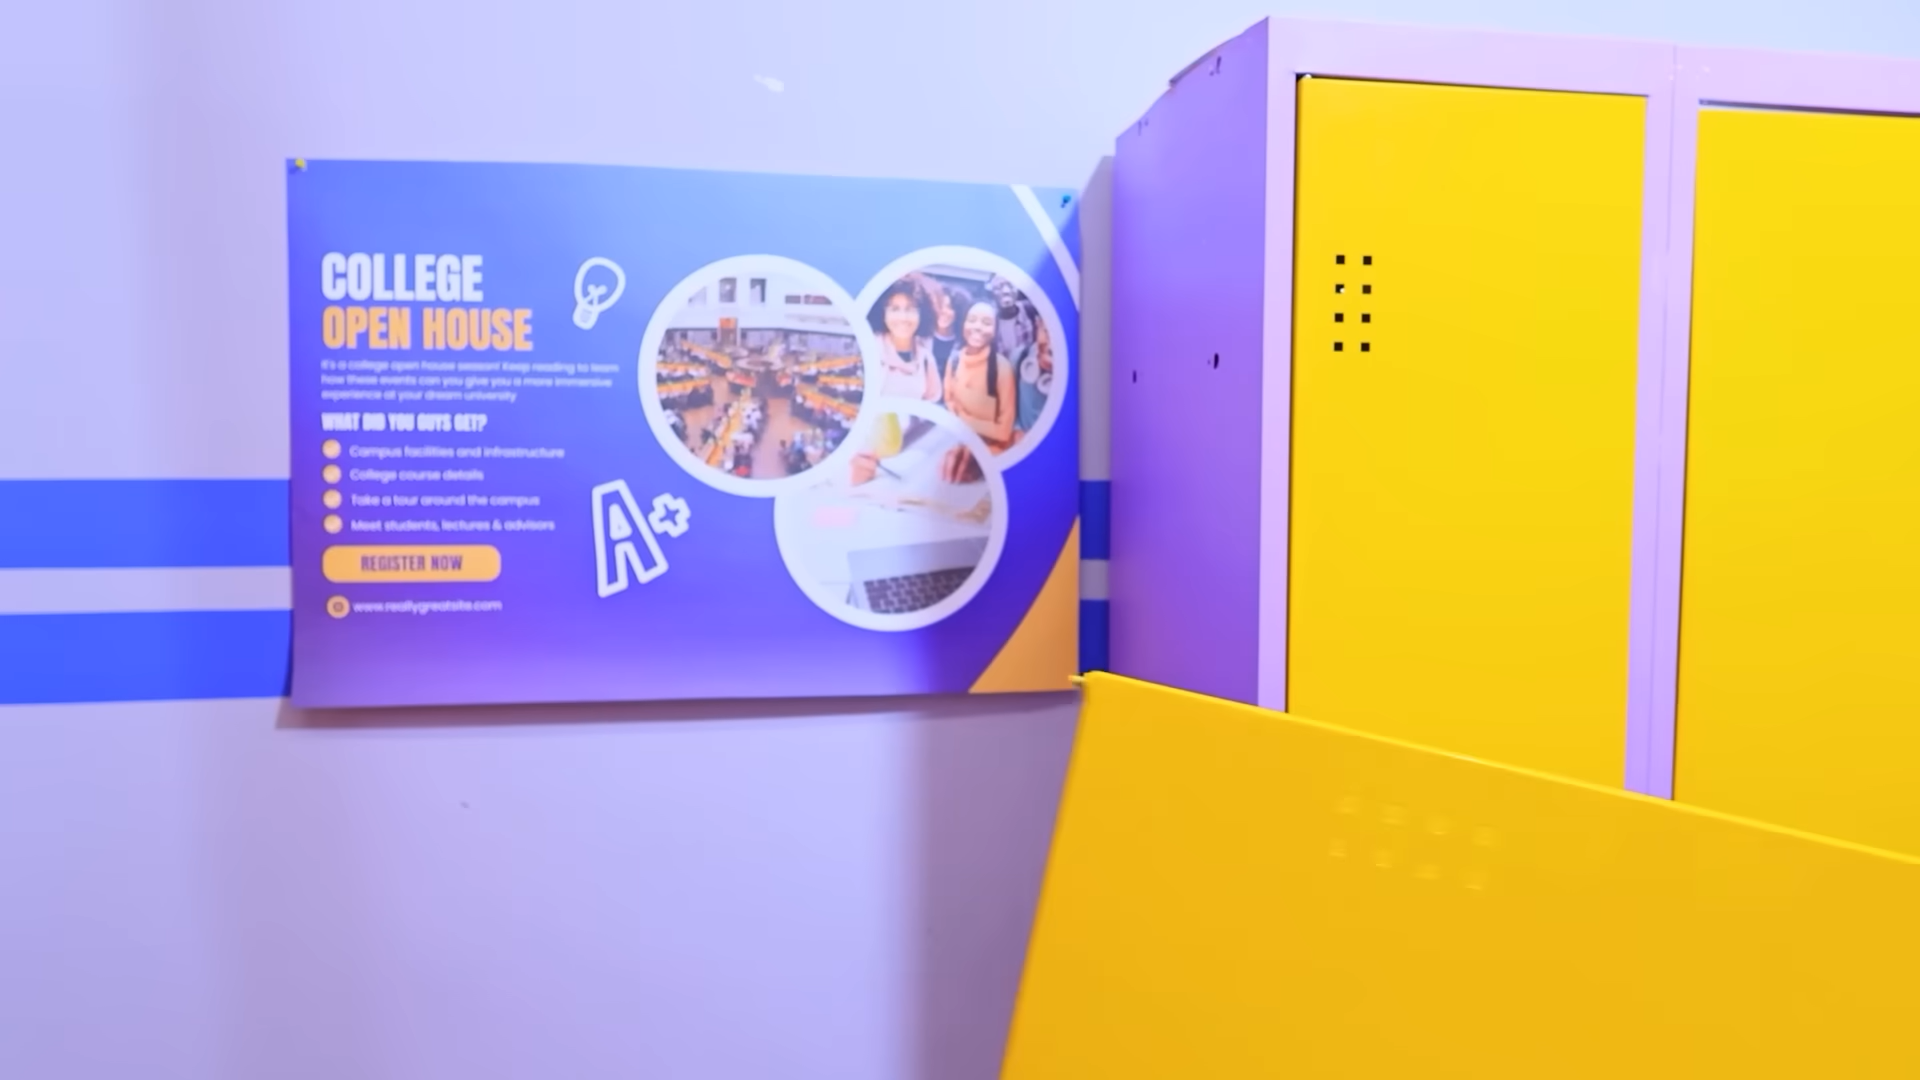 COLLEGE
OPEN HOUSE
It's a college open house season! Keep reading to learn
how these events can you give you a more immersive
experience at your dream university
WHAT DID YOU GUYS GET?
Campus facilities and infrastructure
College course details
Take a tour around the campus
Meet students, lectures & advisors
REGISTER NOW
www.reallygreatsite.com
A+